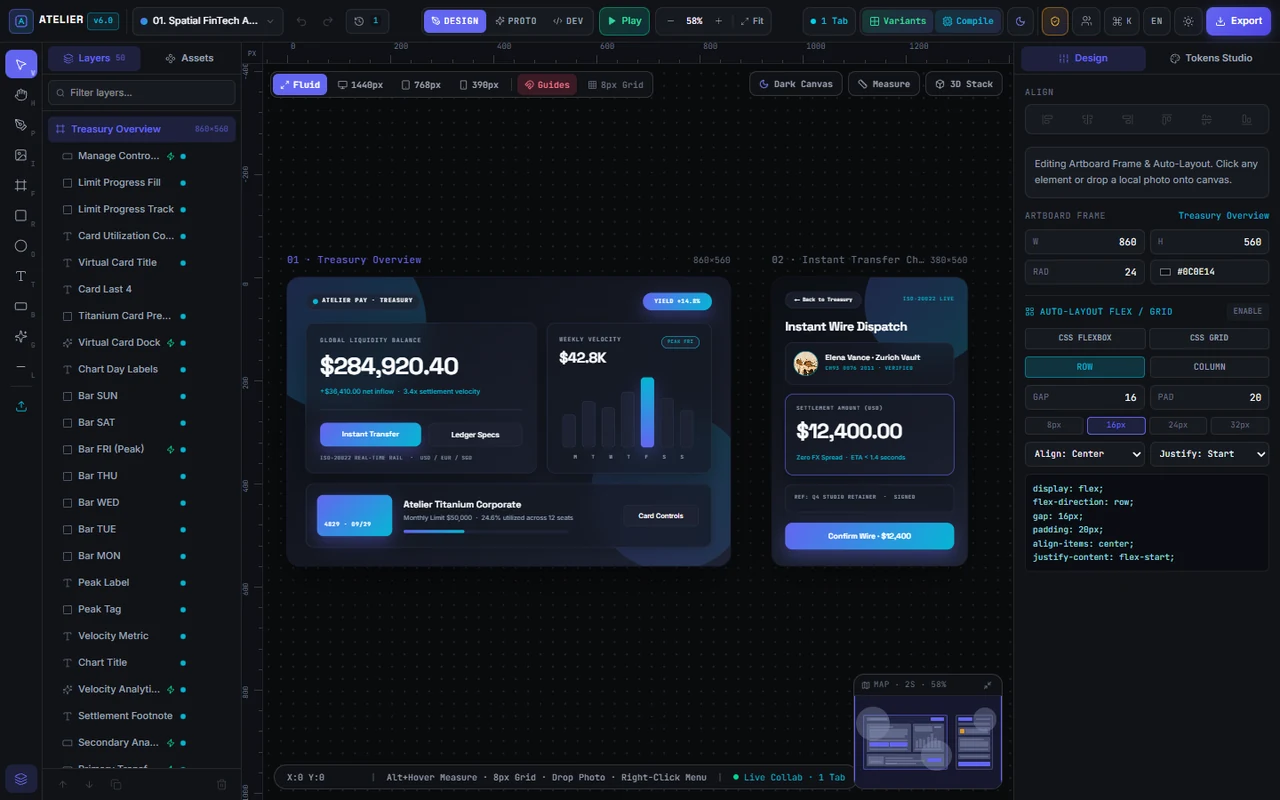 ATELIER v6.0 01. Spatial FinTech A... 1 DESIGN PROTO DEV Play 58% Fit 1 Tab Variants Compile ⌘ K EN Export
Layers 50 Assets
Filter layers...
Treasury Overview 860×560
Manage Contro...
Limit Progress Fill
Limit Progress Track
Card Utilization Co...
Virtual Card Title
Card Last 4
Titanium Card Pre...
Virtual Card Dock
Chart Day Labels
Bar SUN
Bar SAT
Bar FRI (Peak)
Bar THU
Bar WED
Bar TUE
Bar MON
Peak Label
Peak Tag
Velocity Metric
Chart Title
Velocity Analyti...
Settlement Footnote
Secondary Ana...
V
H
P
I
F
R
O
T
B
G
L
PX 0 200 400 600 800 1000 1200
-400
-200
0
200
400
600
800
1000
Fluid 1440px 768px 390px Guides 8px Grid Dark Canvas Measure 3D Stack
01 · Treasury Overview 860×560
ATELIER PAY · TREASURY YIELD +14.8%
GLOBAL LIQUIDITY BALANCE
$284,920.40
+$36,410.00 net inflow · 3.4x settlement velocity
Instant Transfer Ledger Specs
ISO-20022 REAL-TIME RAIL · USD / EUR / SGD
WEEKLY VELOCITY PEAK FRI
$42.8K
M T W T F S S
4829 · 09/29
Atelier Titanium Corporate
Monthly Limit $50,000 · 24.6% utilized across 12 seats
Card Controls
02 · Instant Transfer Ch… 380×560
← Back to Treasury ISO-20022 LIVE
Instant Wire Dispatch
Elena Vance · Zurich Vault
CH93 0076 2011 · VERIFIED
SETTLEMENT AMOUNT (USD)
$12,400.00
Zero FX Spread · ETA < 1.4 seconds
REF: Q4 STUDIO RETAINER · SIGNED
Confirm Wire · $12,400
MAP · 2S · 58%
X:0 Y:0 | Alt+Hover Measure · 8px Grid · Drop Photo · Right-Click Menu | Live Collab · 1 Tab
Design Tokens Studio
ALIGN
Editing Artboard Frame & Auto-Layout. Click any
element or drop a local photo onto canvas.
ARTBOARD FRAME Treasury Overview
W 860 H 560
RAD 24 #0C0E14
AUTO-LAYOUT FLEX / GRID ENABLE
CSS FLEXBOX CSS GRID
ROW COLUMN
GAP 16 PAD 20
8px 16px 24px 32px
Align: Center Justify: Start
display: flex;
flex-direction: row;
gap: 16px;
padding: 20px;
align-items: center;
justify-content: flex-start;